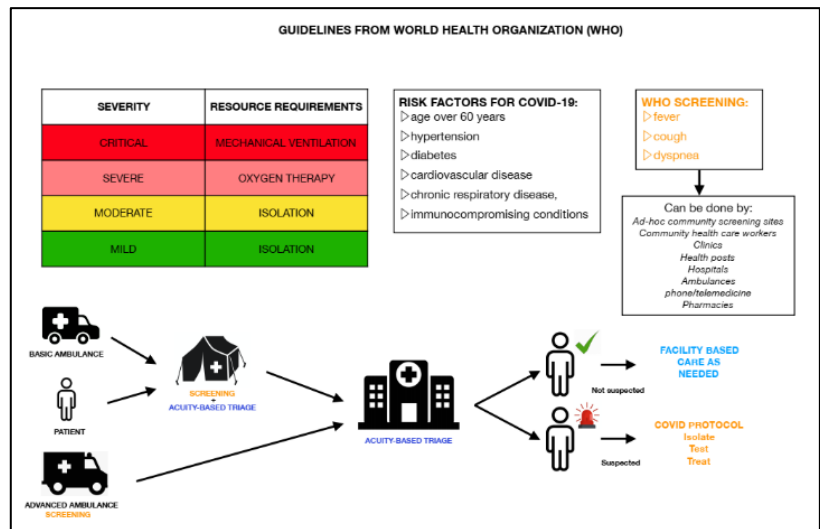 GUIDELINES FROM WORLD HEALTH ORGANIZATION (WHO)
SEVERITY
RESOURCE REQUIREMENTS
CRITICAL
MECHANICAL VENTILATION
SEVERE
OXYGEN THERAPY
MODERATE
ISOLATION
MILD
ISOLATION
RISK FACTORS FOR COVID-19:
▷age over 60 years
▷hypertension
▷diabetes
▷cardiovascular disease
▷chronic respiratory disease,
▷immunocompromising conditions
WHO SCREENING:
▷fever
▷cough
▷dyspnea
Can be done by:
Ad-hoc community screening sites
Community health care workers
Clinics
Health posts
Hospitals
Ambulances
phone/telemedicine
Pharmacies
BASIC AMBULANCE
PATIENT
ADVANCED AMBULANCE
SCREENING
SCREENING
+
ACUITY-BASED TRIAGE
ACUITY-BASED TRIAGE
Not suspected
FACILITY BASED
CARE AS
NEEDED
Suspected
COVID PROTOCOL
Isolate
Test
Treat